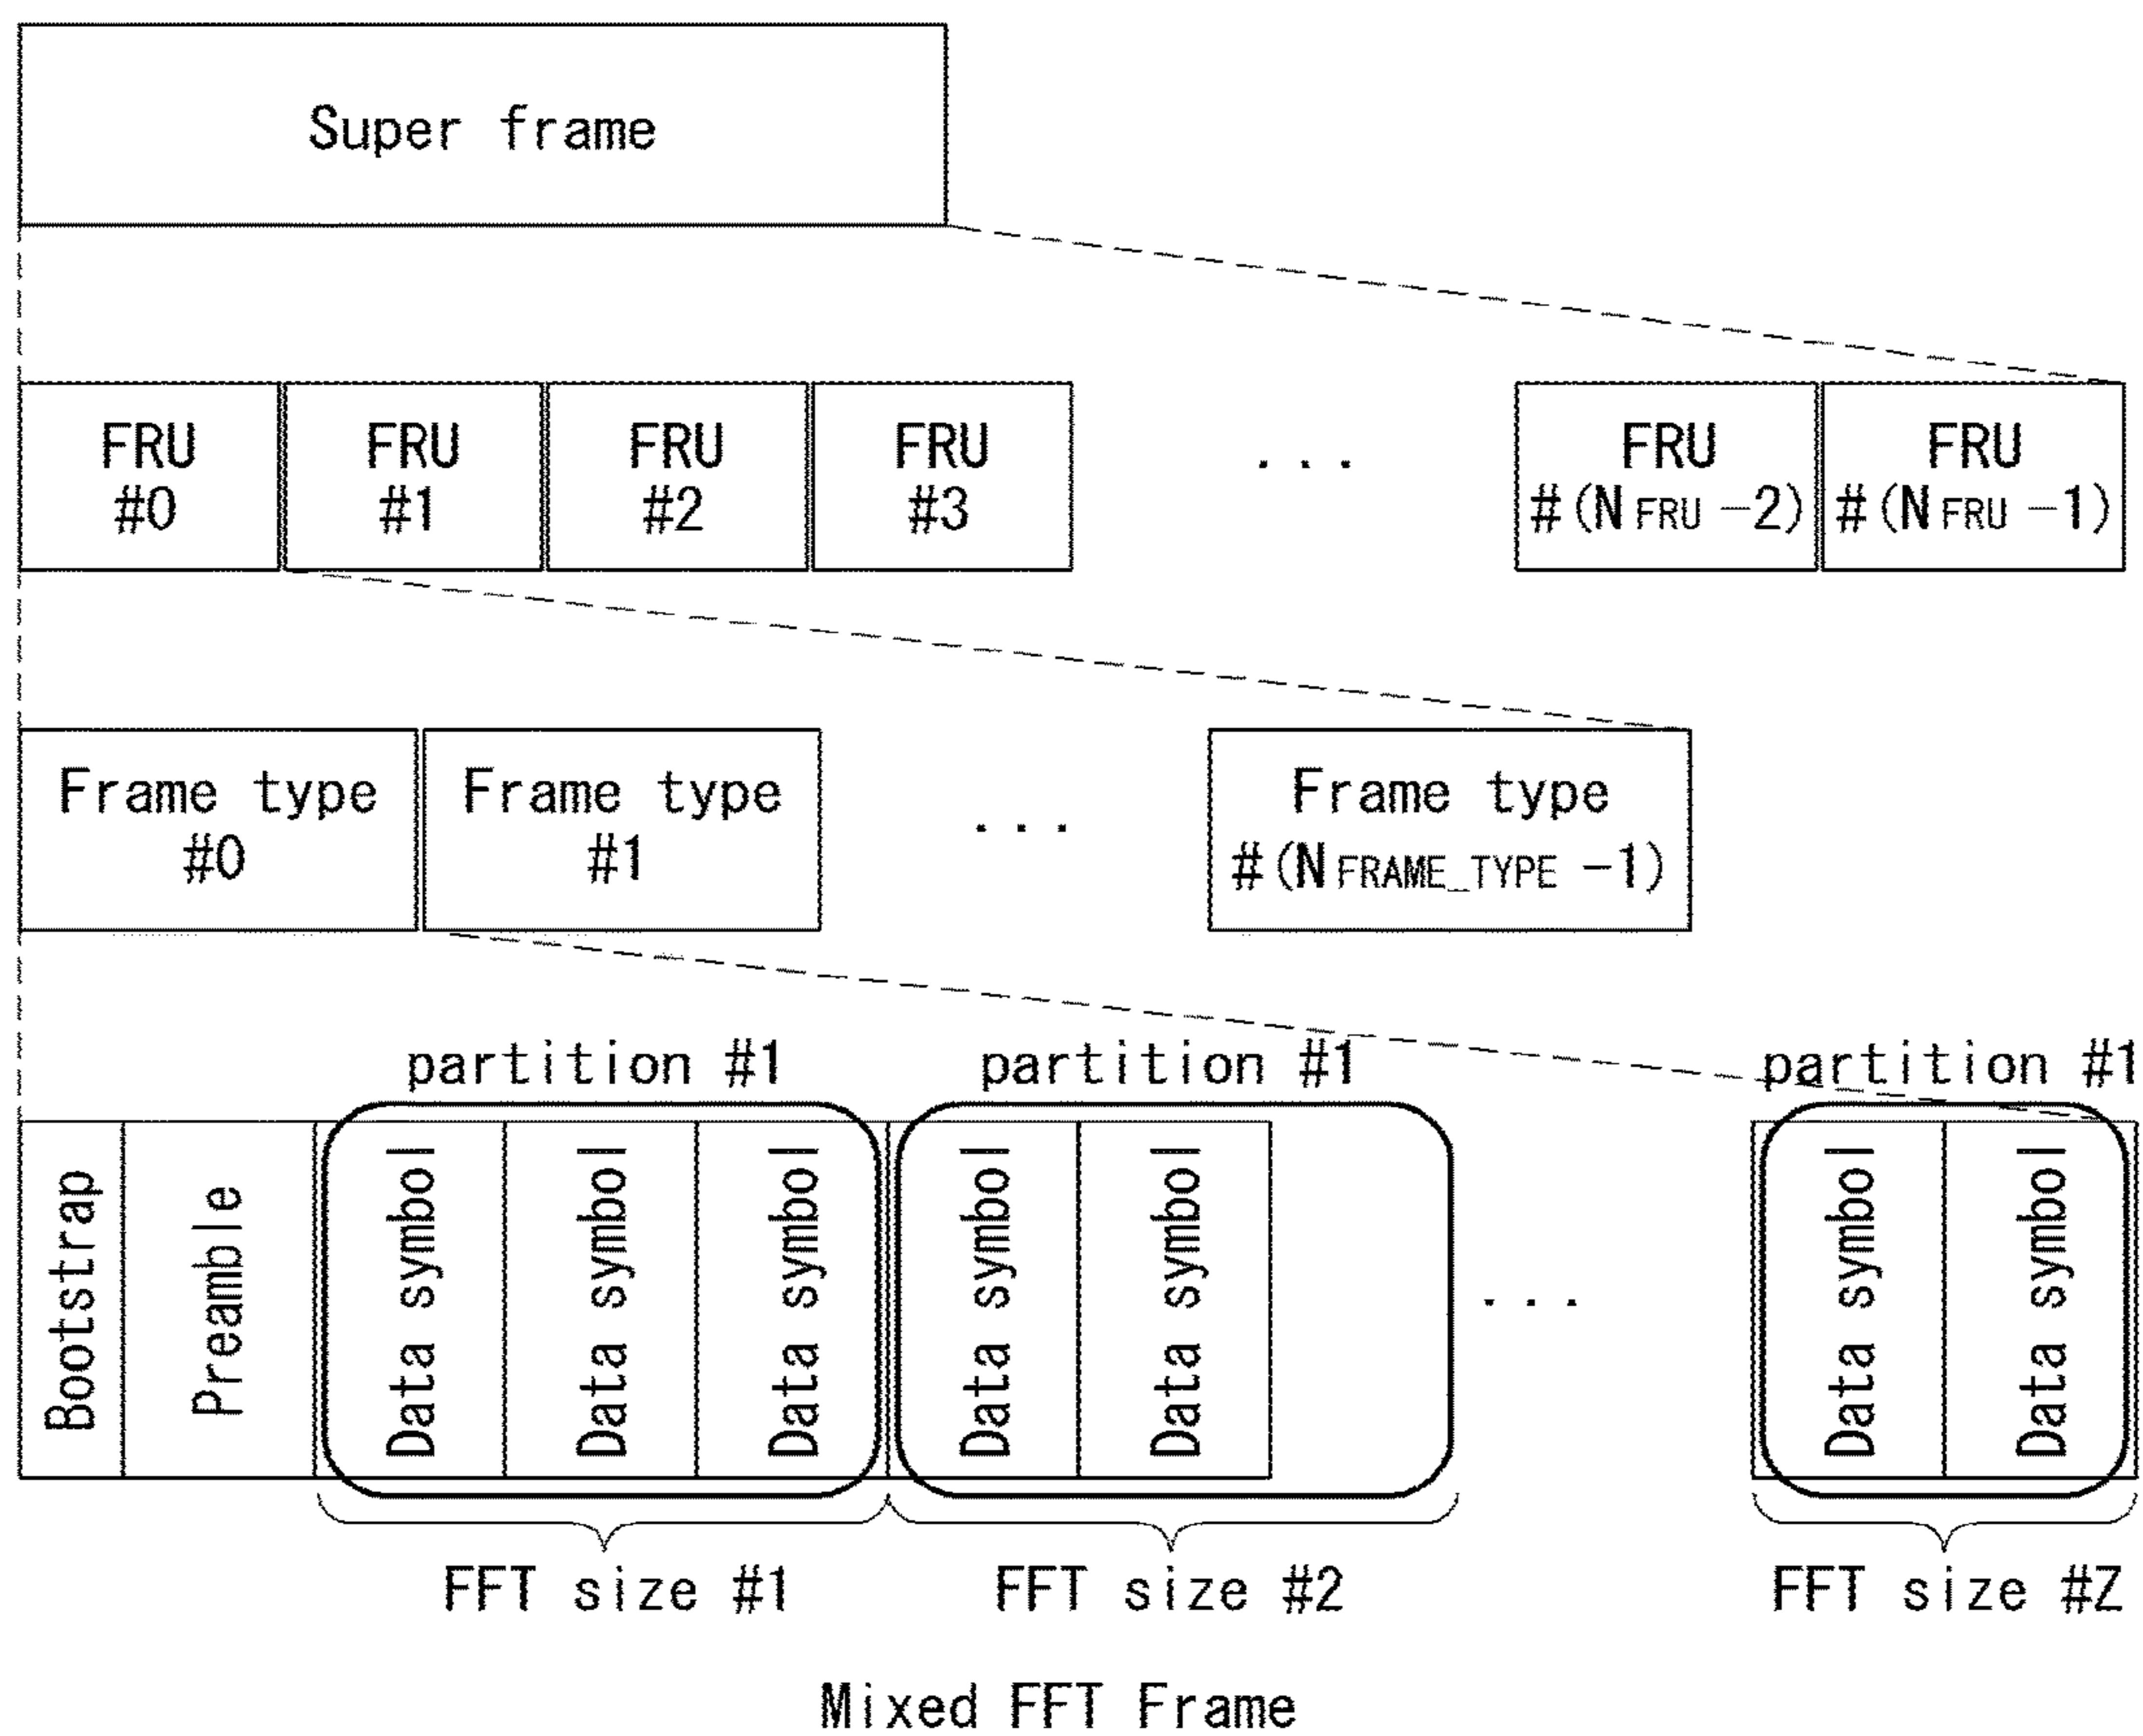 Super frame
FRU
#0
FRU
#1
FRU
#2
FRU
#3
...
FRU
#(NFRU -2)
FRU
#(NFRU -1)
Frame type
#0
Frame type
#1
...
Frame type
#(NFRAME_TYPE -1)
partition #1
partition #1
partition #1
Bootstrap
Preamble
Data symbol
Data symbol
Data symbol
Data symbol
Data symbol
...
Data symbol
Data symbol
FFT size #1
FFT size #2
FFT size #Z
Mixed FFT Frame